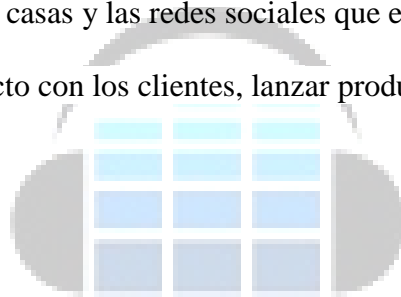 casas y las redes sociales que e
cto con los clientes, lanzar produ